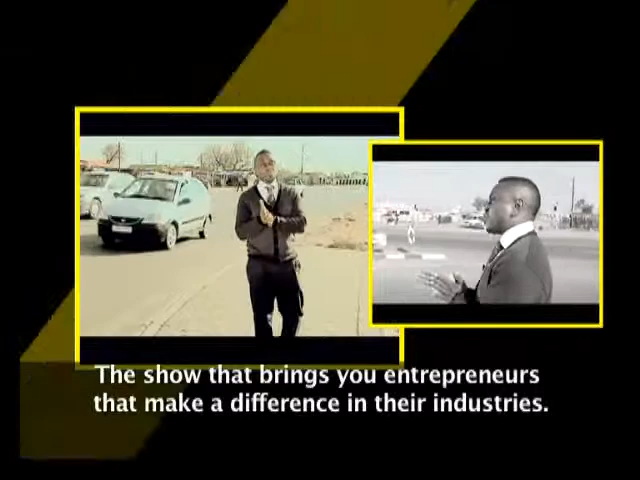 The show that brings you entrepreneurs
that make a difference in their industries.